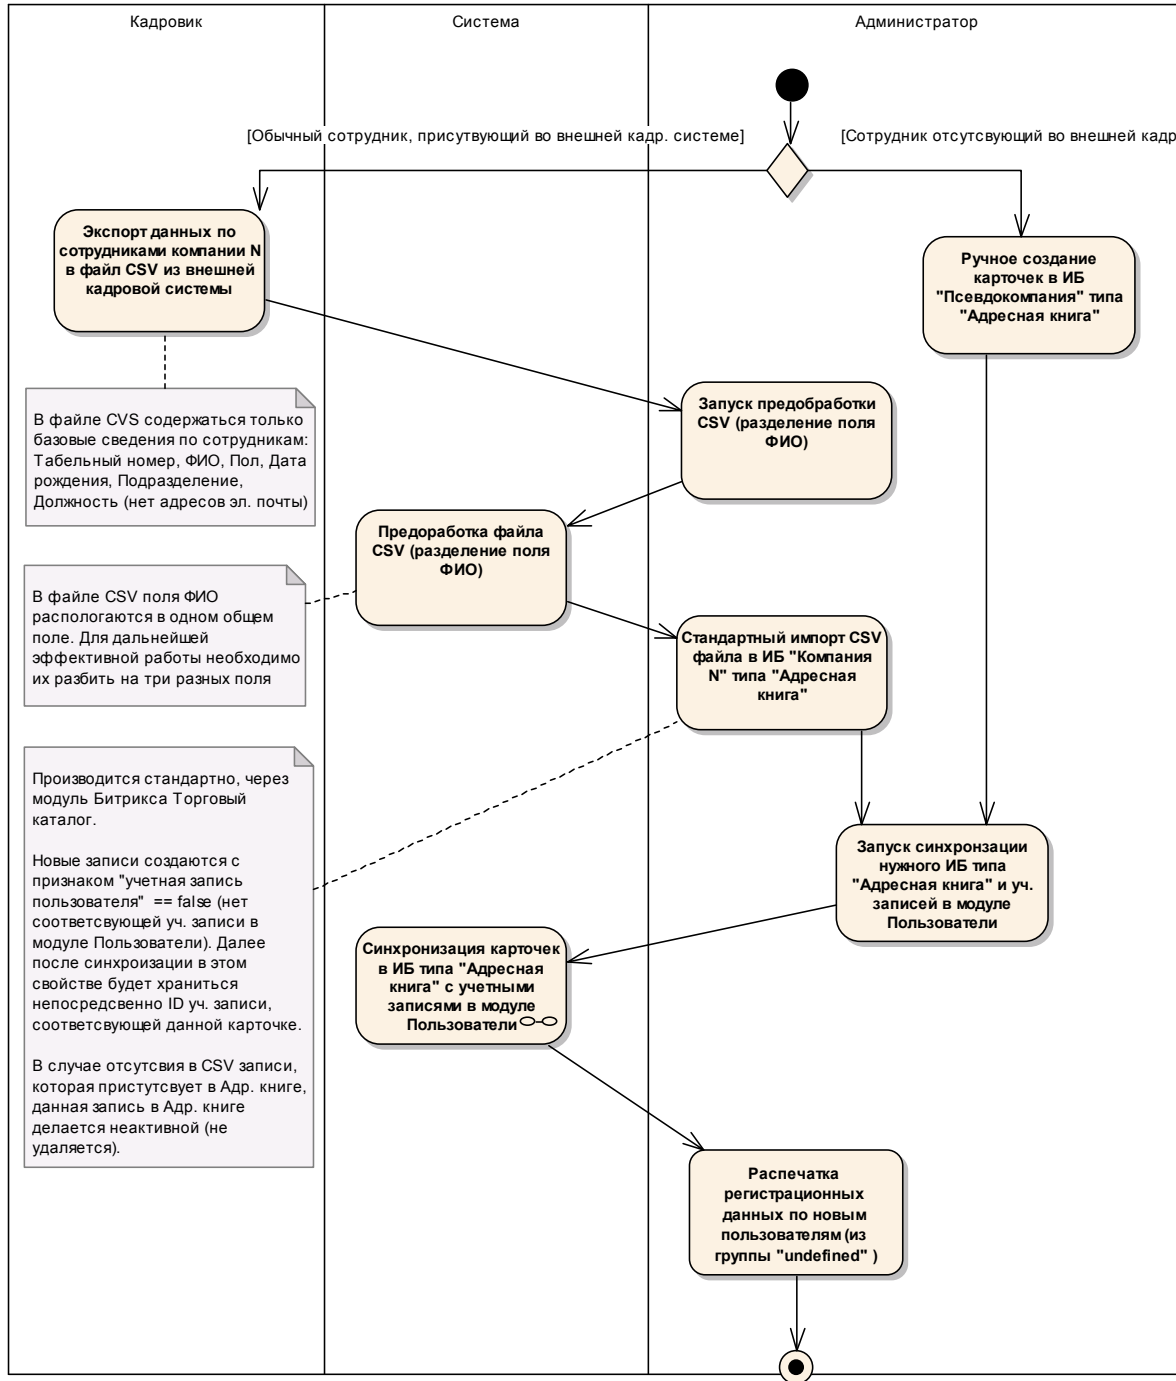 Кадровик
Система
Администратор
[Обычный сотрудник, присутвующий во внешней кадр. системе]
[Сотрудник отсутсвующий во внешней кадр
Экспорт данных по
сотрудниками компании N
в файл CSV из внешней
кадровой системы
Ручное создание
карточек в ИБ
"Псевдокомпания" типа
"Адресная книга"
В файле CVS содержаться только
базовые сведения по сотрудникам:
Табельный номер, ФИО, Пол, Дата
рождения, Подразделение,
Должность (нет адресов эл. почты)
Запуск предобработки
CSV (разделение поля
ФИО)
Предоработка файла
CSV (разделение поля
ФИО)
В файле CSV поля ФИО
распологаются в одном общем
поле. Для дальнейшей
эффективной работы необходимо
их разбить на три разных поля
Стандартный импорт CSV
файла в ИБ "Компания
N" типа "Адресная
книга"
Производится стандартно, через
модуль Битрикса Торговый
каталог.
Новые записи создаются с
признаком "учетная запись
пользователя" == false (нет
соответсвующей уч. записи в
модуле Пользователи). Далее
после синхроизации в этом
свойстве будет храниться
непосредсвенно ID уч. записи,
соответсвующей данной карточке.
В случае отсутсвия в CSV записи,
которая пристутсвует в Адр. книге,
данная запись в Адр. книге
делается неактивной (не
удаляется).
Запуск синхронзации
нужного ИБ типа
"Адресная книга" и уч.
записей в модуле
Пользователи
Синхронизация карточек
в ИБ типа "Адресная
книга" с учетными
записями в модуле
Пользователи
Распечатка
регистрационных
данных по новым
пользователям (из
группы "undefined" )